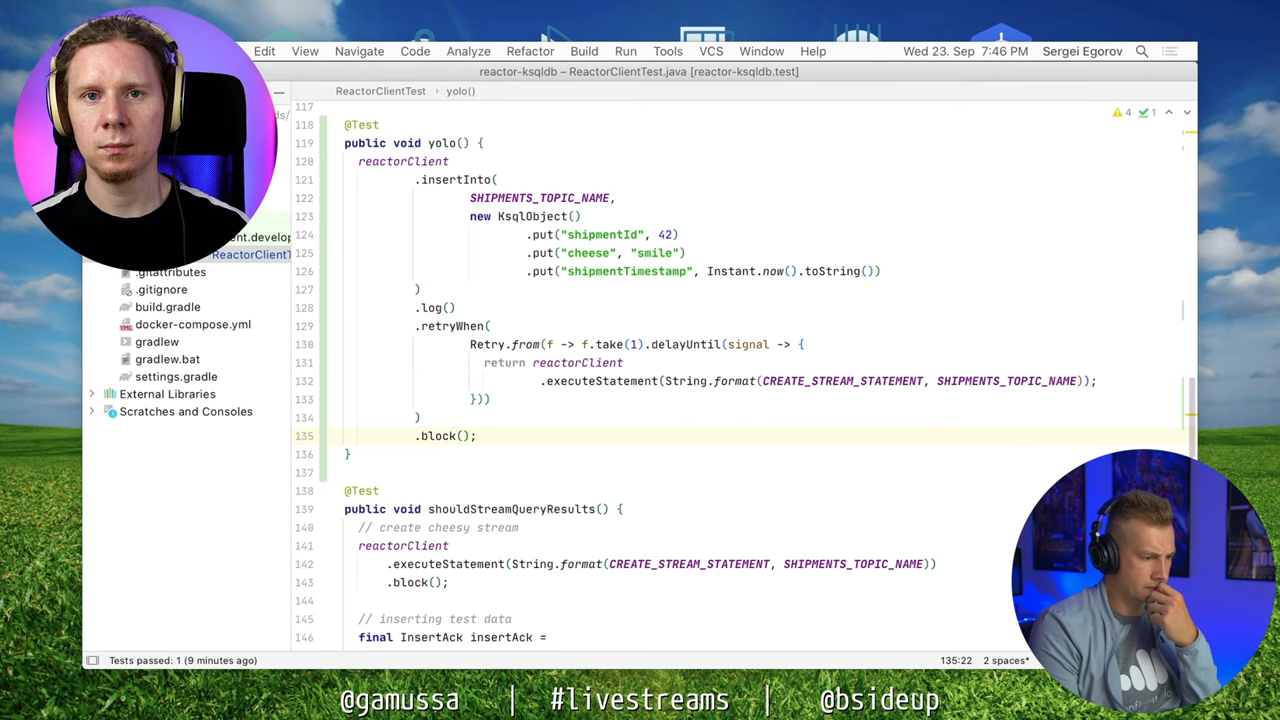 Edit View Navigate Code Analyze Refactor Build Run Tools VCS Window Help Wed 23. Sep 7:46 PM Sergei Egorov
reactor-ksqldb – ReactorClientTest.java [reactor-ksqldb.test]
ReactorClientTest › yolo()
4 1
117
118 @Test
119 public void yolo() {
120 reactorClient
121 .insertInto(
122 SHIPMENTS_TOPIC_NAME,
123 new KsqlObject()
124 .put("shipmentId", 42)
125 .put("cheese", "smile")
126 .put("shipmentTimestamp", Instant.now().toString())
127 )
128 .log()
129 .retryWhen(
130 Retry.from(f -> f.take(1).delayUntil(signal -> {
131 return reactorClient
132 .executeStatement(String.format(CREATE_STREAM_STATEMENT, SHIPMENTS_TOPIC_NAME));
133 }))
134 )
135 .block();
136 }
137
138 @Test
139 public void shouldStreamQueryResults() {
140 // create cheesy stream
141 reactorClient
142 .executeStatement(String.format(CREATE_STREAM_STATEMENT, SHIPMENTS_TOPIC_NAME))
143 .block();
144
145 // inserting test data
146 final InsertAck insertAck =
ds/
ent.develop
ReactorClientT
.gitattributes
.gitignore
build.gradle
docker-compose.yml
gradlew
gradlew.bat
settings.gradle
External Libraries
Scratches and Consoles
Tests passed: 1 (9 minutes ago) 135:22 2 spaces*
@gamussa | #livestreams | @bsideup